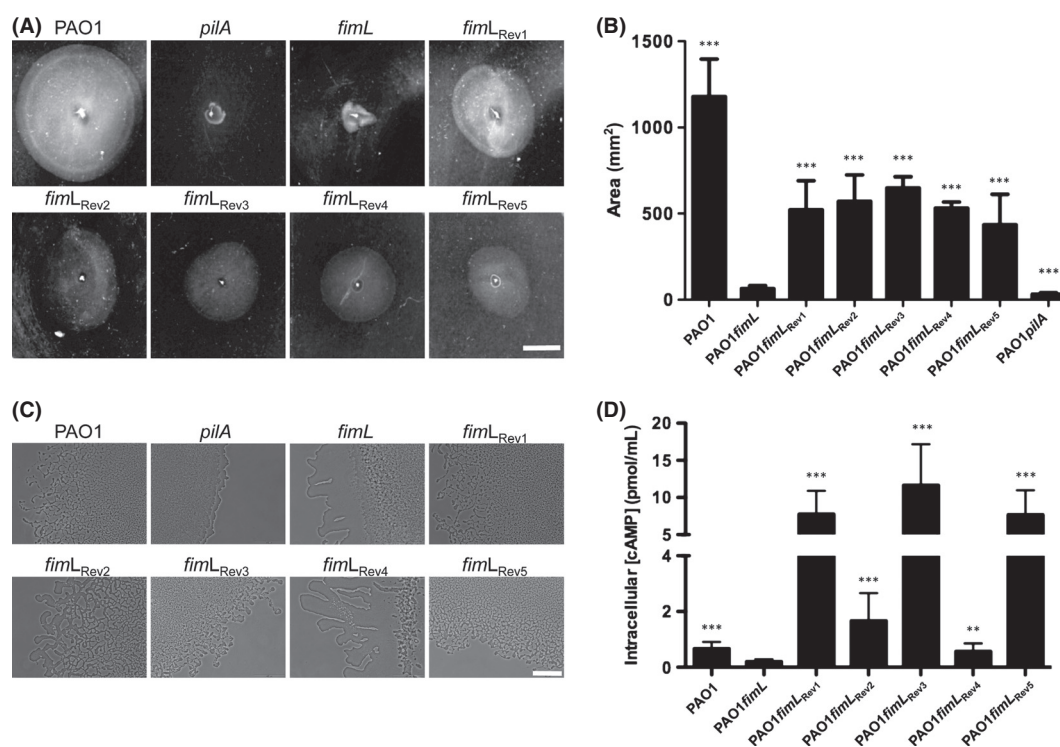 (A)
PAO1 pilA fimL fimLRev1
fimLRev2 fimLRev3 fimLRev4 fimLRev5
(B)
Area (mm2)
1500
1000
500
0
*** *** *** *** *** *** ***
PAO1 PAO1fimL PAO1fimLRev1 PAO1fimLRev2 PAO1fimLRev3 PAO1fimLRev4 PAO1fimLRev5 PAO1pilA
(C)
PAO1 pilA fimL fimLRev1
fimLRev2 fimLRev3 fimLRev4 fimLRev5
(D)
Intracellular [cAMP] (pmol/mL)
20
15
10
5
4
2
0
*** *** *** *** ** ***
PAO1 PAO1fimL PAO1fimLRev1 PAO1fimLRev2 PAO1fimLRev3 PAO1fimLRev4 PAO1fimLRev5